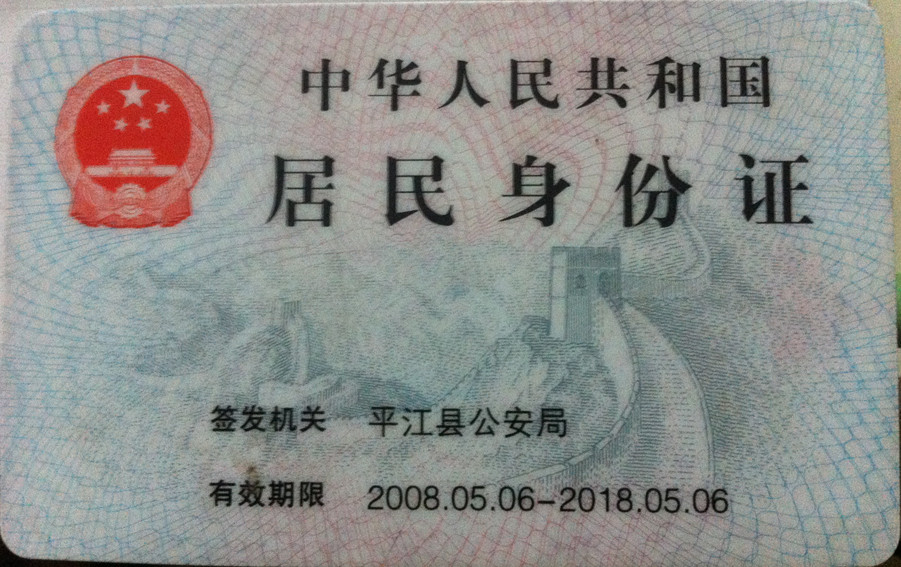 中华人民共和国
居民身份证
签发机关 平江县公安局
有效期限 2008.05.06-2018.05.06